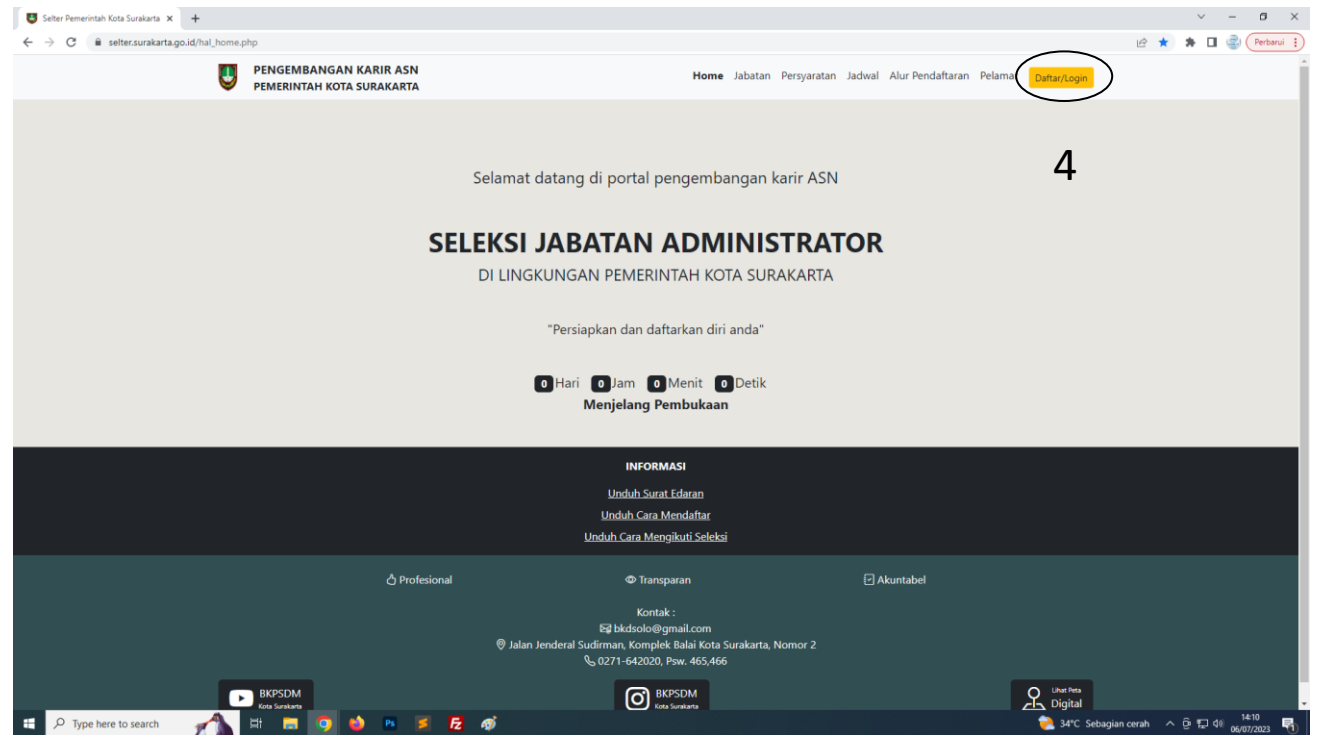 Selter Pemerintah Kota Surakarta
selter.surakarta.go.id/hal_home.php
Perbarui
PENGEMBANGAN KARIR ASN
PEMERINTAH KOTA SURAKARTA
Home Jabatan Persyaratan Jadwal Alur Pendaftaran Pelama Daftar/Login
4
Selamat datang di portal pengembangan karir ASN
SELEKSI JABATAN ADMINISTRATOR
DI LINGKUNGAN PEMERINTAH KOTA SURAKARTA
"Persiapkan dan daftarkan diri anda"
0 Hari 0 Jam 0 Menit 0 Detik
Menjelang Pembukaan
INFORMASI
Unduh Surat Edaran
Unduh Cara Mendaftar
Unduh Cara Mengikuti Seleksi
Profesional Transparan Akuntabel
Kontak :
bkdsolo@gmail.com
Jalan Jenderal Sudirman, Komplek Balai Kota Surakarta, Nomor 2
0271-642020, Psw. 465,466
BKPSDM
Kota Surakarta
BKPSDM
Kota Surakarta
Lihat Peta
Digital
Type here to search
Ps
Fz
34°C Sebagian cerah
14:10
06/07/2023
1